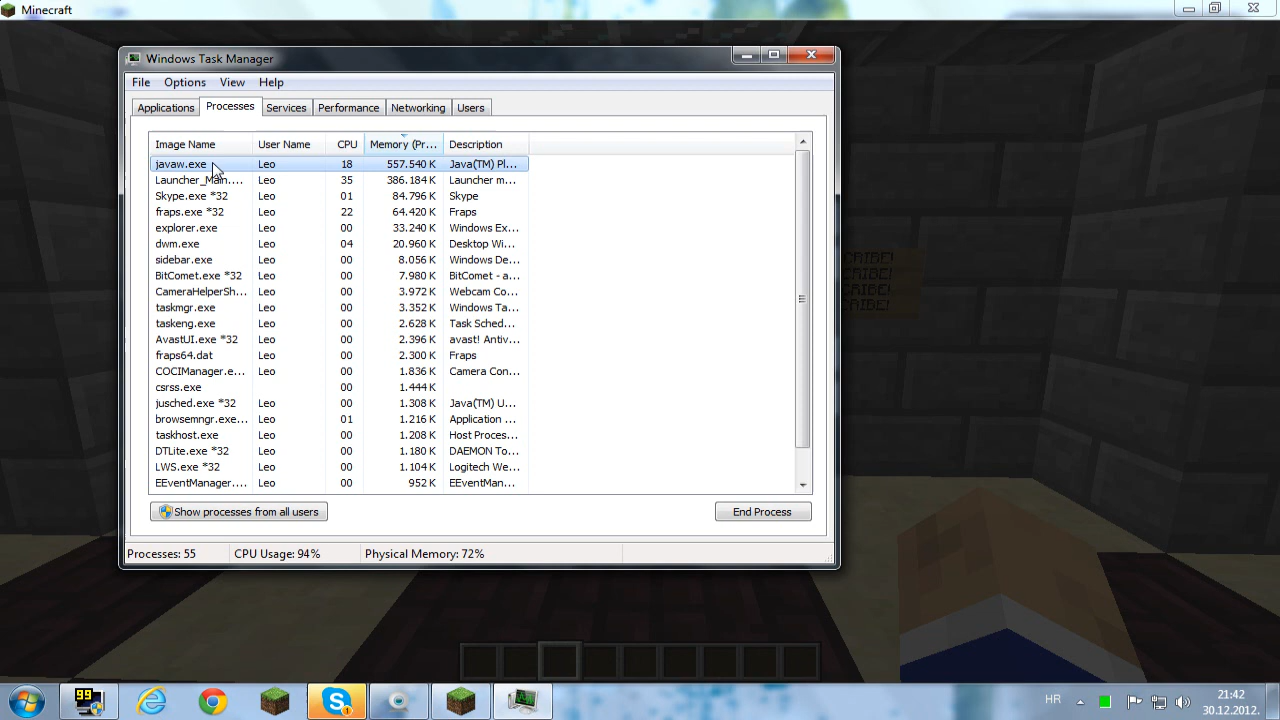 Minecraft
Windows Task Manager
File Options View Help
Applications Processes Services Performance Networking Users
Image Name User Name CPU Memory (Pr... Description
javaw.exe Leo 18 557.540 K Java(TM) Pl...
Launcher_Main.... Leo 35 386.184 K Launcher m...
Skype.exe *32 Leo 01 84.796 K Skype
fraps.exe *32 Leo 22 64.420 K Fraps
explorer.exe Leo 00 33.240 K Windows Ex...
dwm.exe Leo 04 20.960 K Desktop Wi...
sidebar.exe Leo 00 8.056 K Windows De...
BitComet.exe *32 Leo 00 7.980 K BitComet - a...
CameraHelperSh... Leo 00 3.972 K Webcam Co...
taskmgr.exe Leo 00 3.352 K Windows Ta...
taskeng.exe Leo 00 2.628 K Task Sched...
AvastUI.exe *32 Leo 00 2.396 K avast! Antiv...
fraps64.dat Leo 00 2.300 K Fraps
COCIManager.e... Leo 00 1.836 K Camera Con...
csrss.exe 00 1.444 K
jusched.exe *32 Leo 00 1.308 K Java(TM) U...
browsemngr.exe... Leo 01 1.216 K Application ...
taskhost.exe Leo 00 1.208 K Host Proces...
DTLite.exe *32 Leo 00 1.180 K DAEMON To...
LWS.exe *32 Leo 00 1.104 K Logitech We...
EEventManager.... Leo 00 952 K EEventMan...
Show processes from all users End Process
Processes: 55 CPU Usage: 94% Physical Memory: 72%
CRIBE!
CRIBE!
CRIBE!
CRIBE!
99 HR 21:42
30.12.2012.